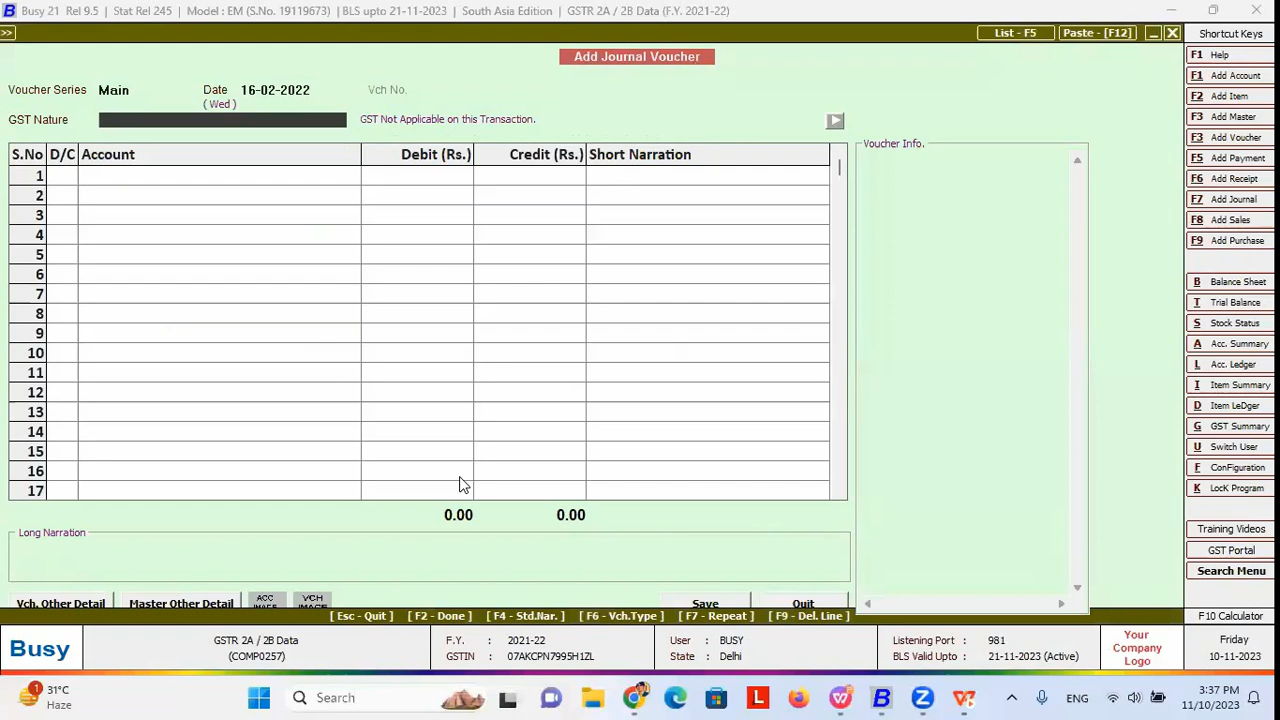 Busy 21 Rel 9.5 | Stat Rel 245 | Model : EM (S.No. 19119673) | BLS upto 21-11-2023 | South Asia Edition | GSTR 2A / 2B Data (F.Y. 2021-22)
>> List - F5 Paste - [F12] Shortcut Keys
Add Journal Voucher
Voucher Series Main Date 16-02-2022 Vch No.
( Wed )
GST Nature GST Not Applicable on this Transaction.
S.No D/C Account Debit (Rs.) Credit (Rs.) Short Narration
1
2
3
4
5
6
7
8
9
10
11
12
13
14
15
16
17
0.00 0.00
Long Narration
Vch. Other Detail Master Other Detail ACC IMAGE VCH IMAGE Save Quit
Voucher Info.
[ Esc - Quit ] [ F2 - Done ] [ F4 - Std.Nar. ] [ F6 - Vch.Type ] [ F7 - Repeat ] [ F9 - Del. Line ]
F1 Help
F1 Add Account
F2 Add Item
F3 Add Master
F3 Add Voucher
F5 Add Payment
F6 Add Receipt
F7 Add Journal
F8 Add Sales
F9 Add Purchase
B Balance Sheet
T Trial Balance
S Stock Status
A Acc. Summary
L Acc. Ledger
I Item Summary
D Item LeDger
G GST Summary
U Switch User
F ConFiguration
K LocK Program
Training Videos
GST Portal
Search Menu
F10 Calculator
Busy
GSTR 2A / 2B Data
(COMP0257)
F.Y. : 2021-22
GSTIN : 07AKCPN7995H1ZL
User : BUSY
State : Delhi
Listening Port : 981
BLS Valid Upto : 21-11-2023 (Active)
Your
Company
Logo
Friday
10-11-2023
1
31°C
Haze
Search
ENG
3:37 PM
11/10/2023